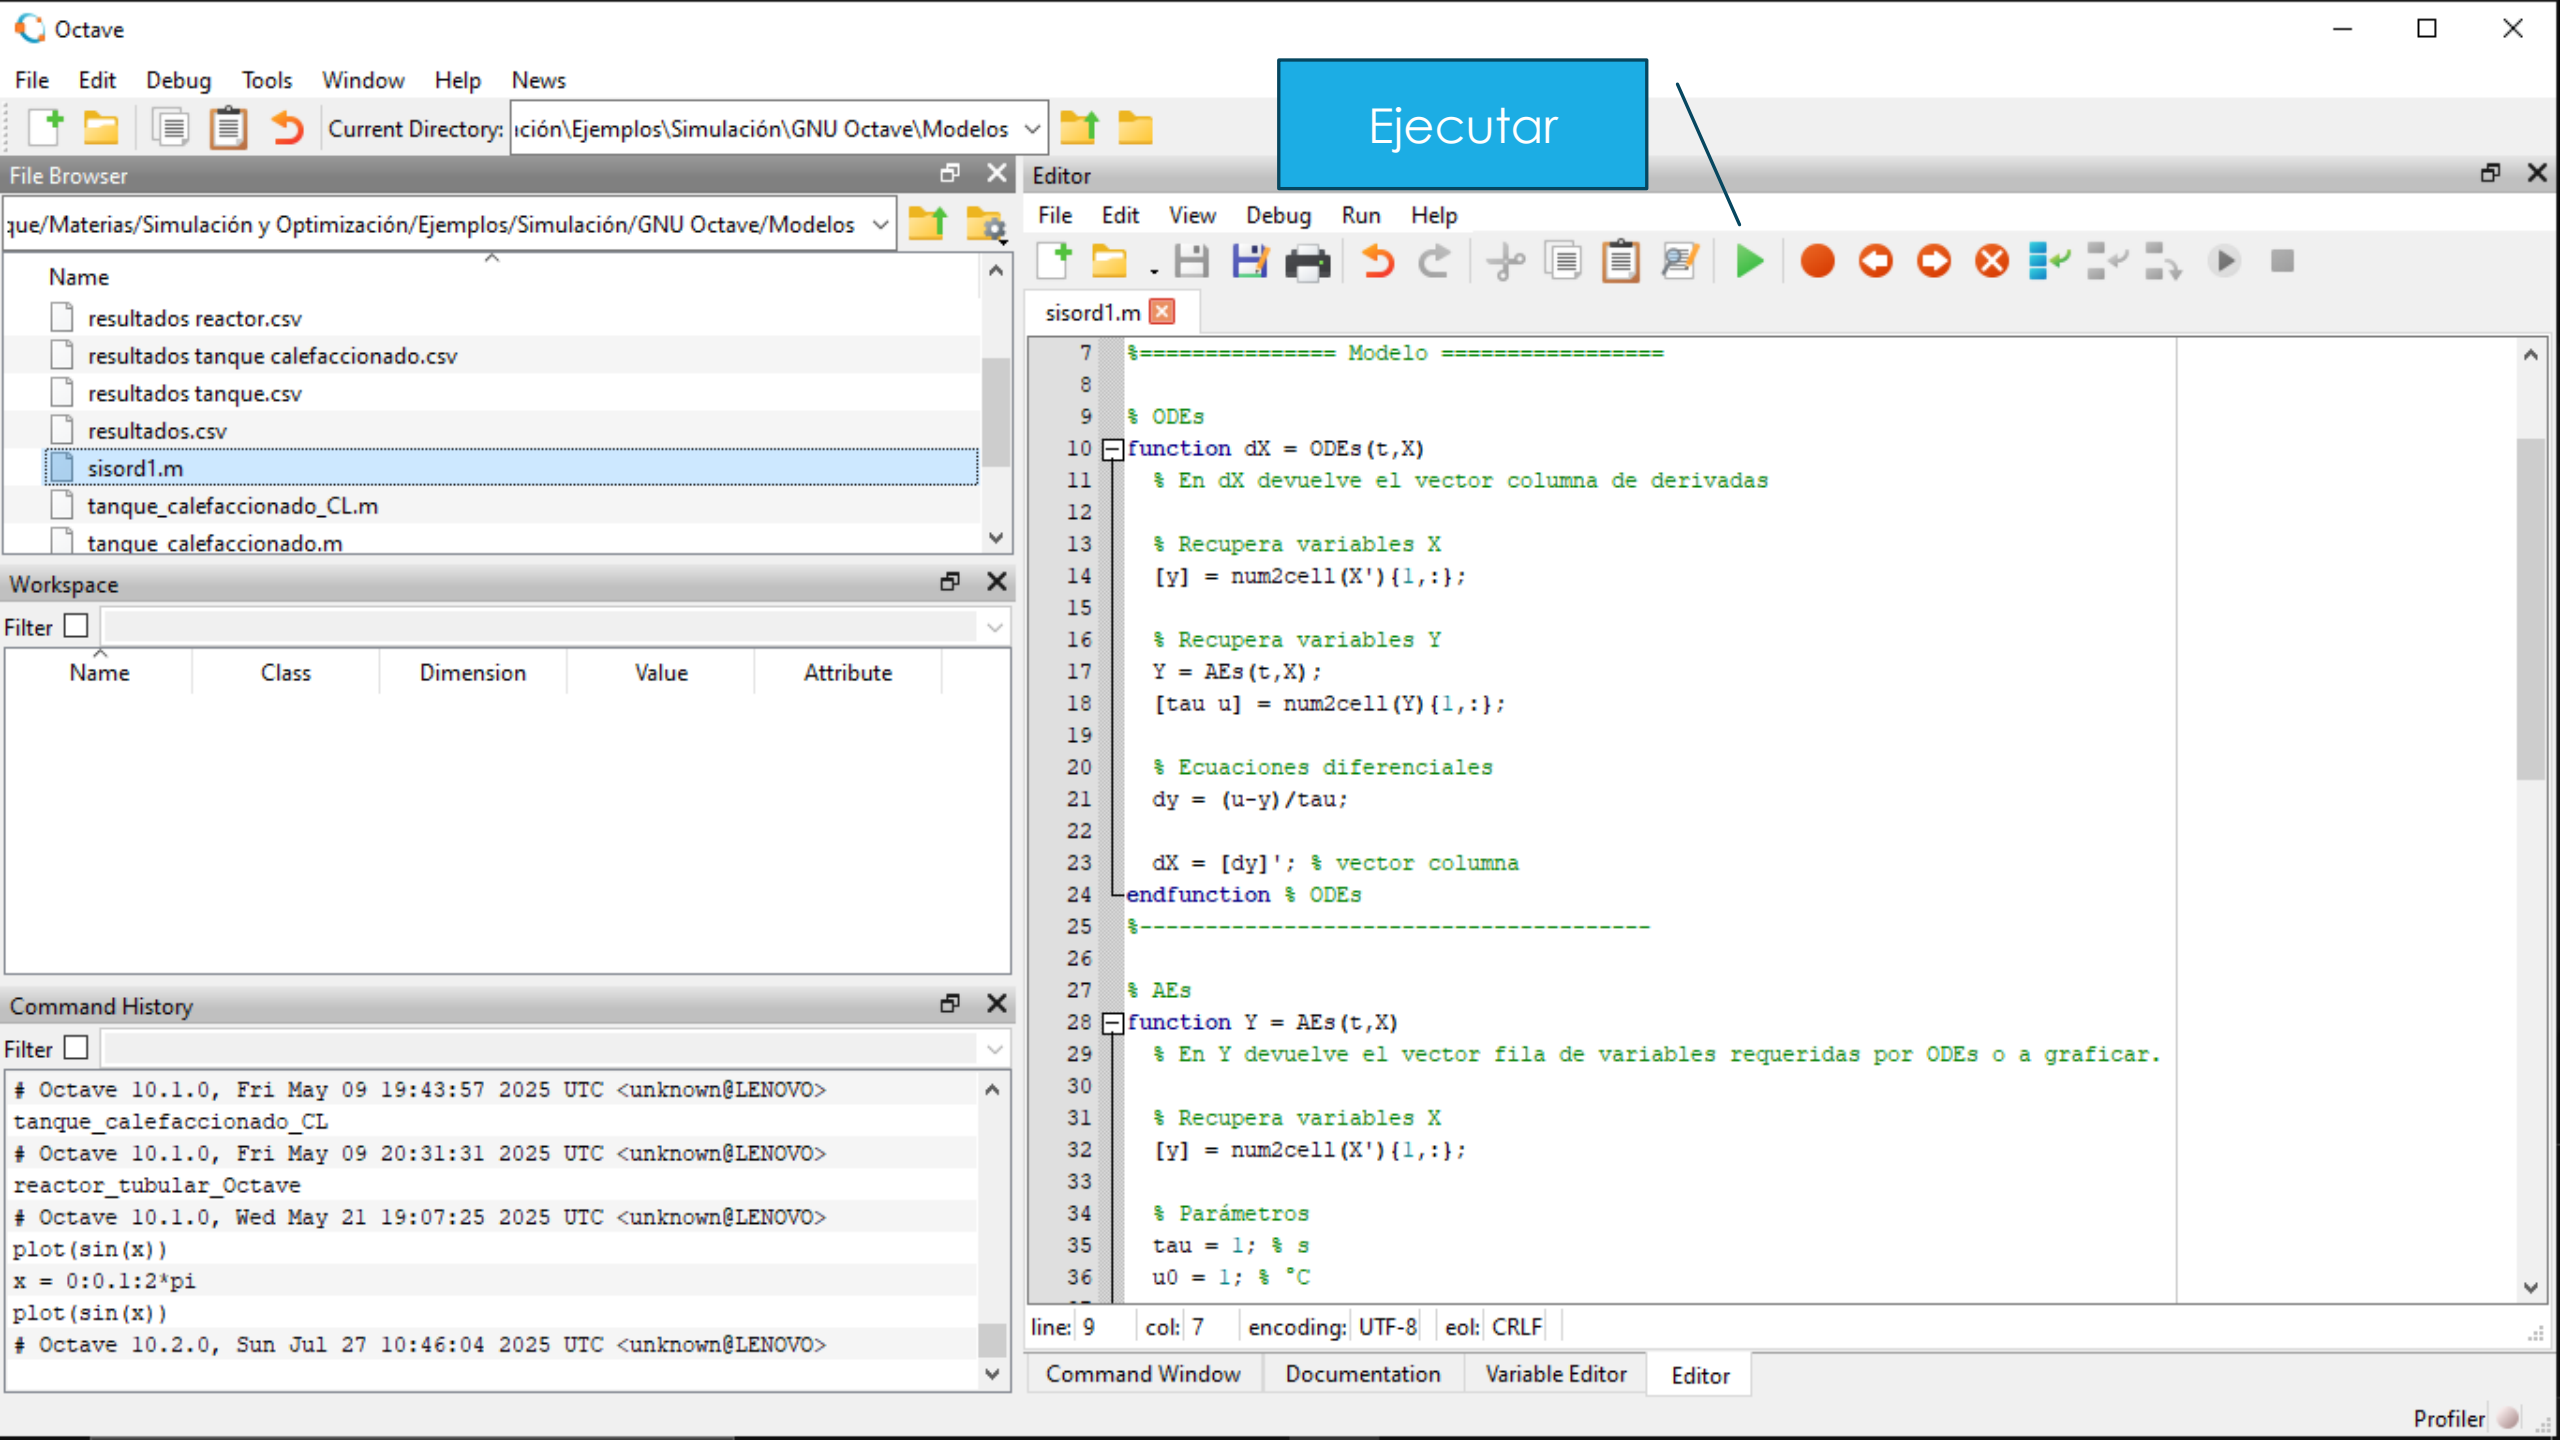 Octave
File Edit Debug Tools Window Help News
Current Directory: ición\Ejemplos\Simulación\GNU Octave\Modelos
Ejecutar
File Browser
que/Materias/Simulación y Optimización/Ejemplos/Simulación/GNU Octave/Modelos
Name
resultados reactor.csv
resultados tanque calefaccionado.csv
resultados tanque.csv
resultados.csv
sisord1.m
tanque_calefaccionado_CL.m
tanque_calefaccionado.m
Workspace
Filter
Name Class Dimension Value Attribute
Command History
Filter
# Octave 10.1.0, Fri May 09 19:43:57 2025 UTC <unknown@LENOVO>
tanque_calefaccionado_CL
# Octave 10.1.0, Fri May 09 20:31:31 2025 UTC <unknown@LENOVO>
reactor_tubular_Octave
# Octave 10.1.0, Wed May 21 19:07:25 2025 UTC <unknown@LENOVO>
plot(sin(x))
x = 0:0.1:2*pi
plot(sin(x))
# Octave 10.2.0, Sun Jul 27 10:46:04 2025 UTC <unknown@LENOVO>
Editor
File Edit View Debug Run Help
sisord1.m
7 %=============== Modelo =================
8
9 % ODEs
10 function dX = ODEs(t,X)
11 % En dX devuelve el vector columna de derivadas
12
13 % Recupera variables X
14 [y] = num2cell(X'){1,:};
15
16 % Recupera variables Y
17 Y = AEs(t,X);
18 [tau u] = num2cell(Y){1,:};
19
20 % Ecuaciones diferenciales
21 dy = (u-y)/tau;
22
23 dX = [dy]'; % vector columna
24 endfunction % ODEs
25 %---------------------------------------
26
27 % AEs
28 function Y = AEs(t,X)
29 % En Y devuelve el vector fila de variables requeridas por ODEs o a graficar.
30
31 % Recupera variables X
32 [y] = num2cell(X'){1,:};
33
34 % Parámetros
35 tau = 1; % s
36 u0 = 1; % °C
line: 9 col: 7 encoding: UTF-8 eol: CRLF
Command Window Documentation Variable Editor Editor
Profiler